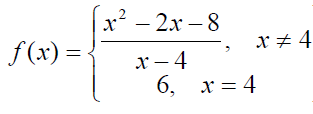 f(x) = { (x² − 2x − 8)/(x − 4), x ≠ 4
6, x = 4